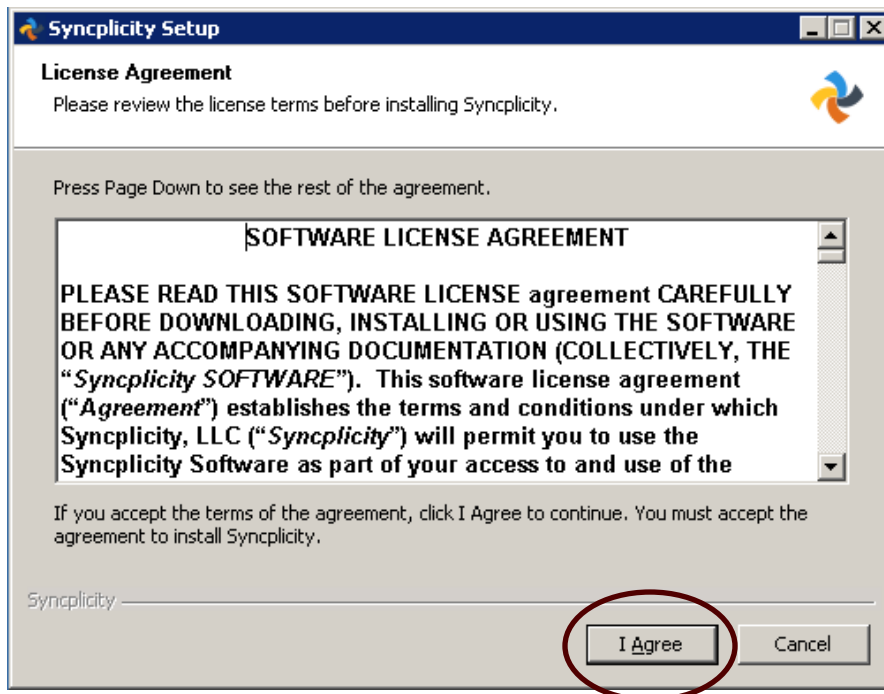 Syncplicity Setup
License Agreement
Please review the license terms before installing Syncplicity.
Press Page Down to see the rest of the agreement.
SOFTWARE LICENSE AGREEMENT
PLEASE READ THIS SOFTWARE LICENSE agreement CAREFULLY
BEFORE DOWNLOADING, INSTALLING OR USING THE SOFTWARE
OR ANY ACCOMPANYING DOCUMENTATION (COLLECTIVELY, THE
“Syncplicity SOFTWARE”).  This software license agreement
(“Agreement”) establishes the terms and conditions under which
Syncplicity, LLC (“Syncplicity”) will permit you to use the
Syncplicity Software as part of your access to and use of the
If you accept the terms of the agreement, click I Agree to continue. You must accept the
agreement to install Syncplicity.
Syncplicity
I Agree
Cancel